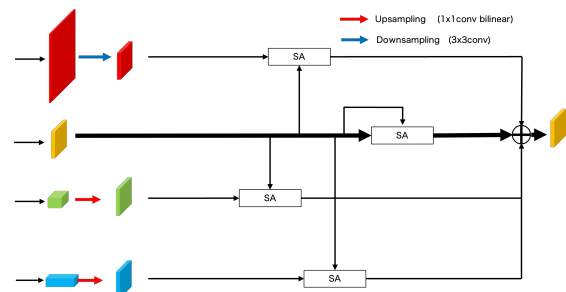 Upsampling (1x1conv bilinear)
Downsampling (3x3conv)
SA
SA
SA
SA